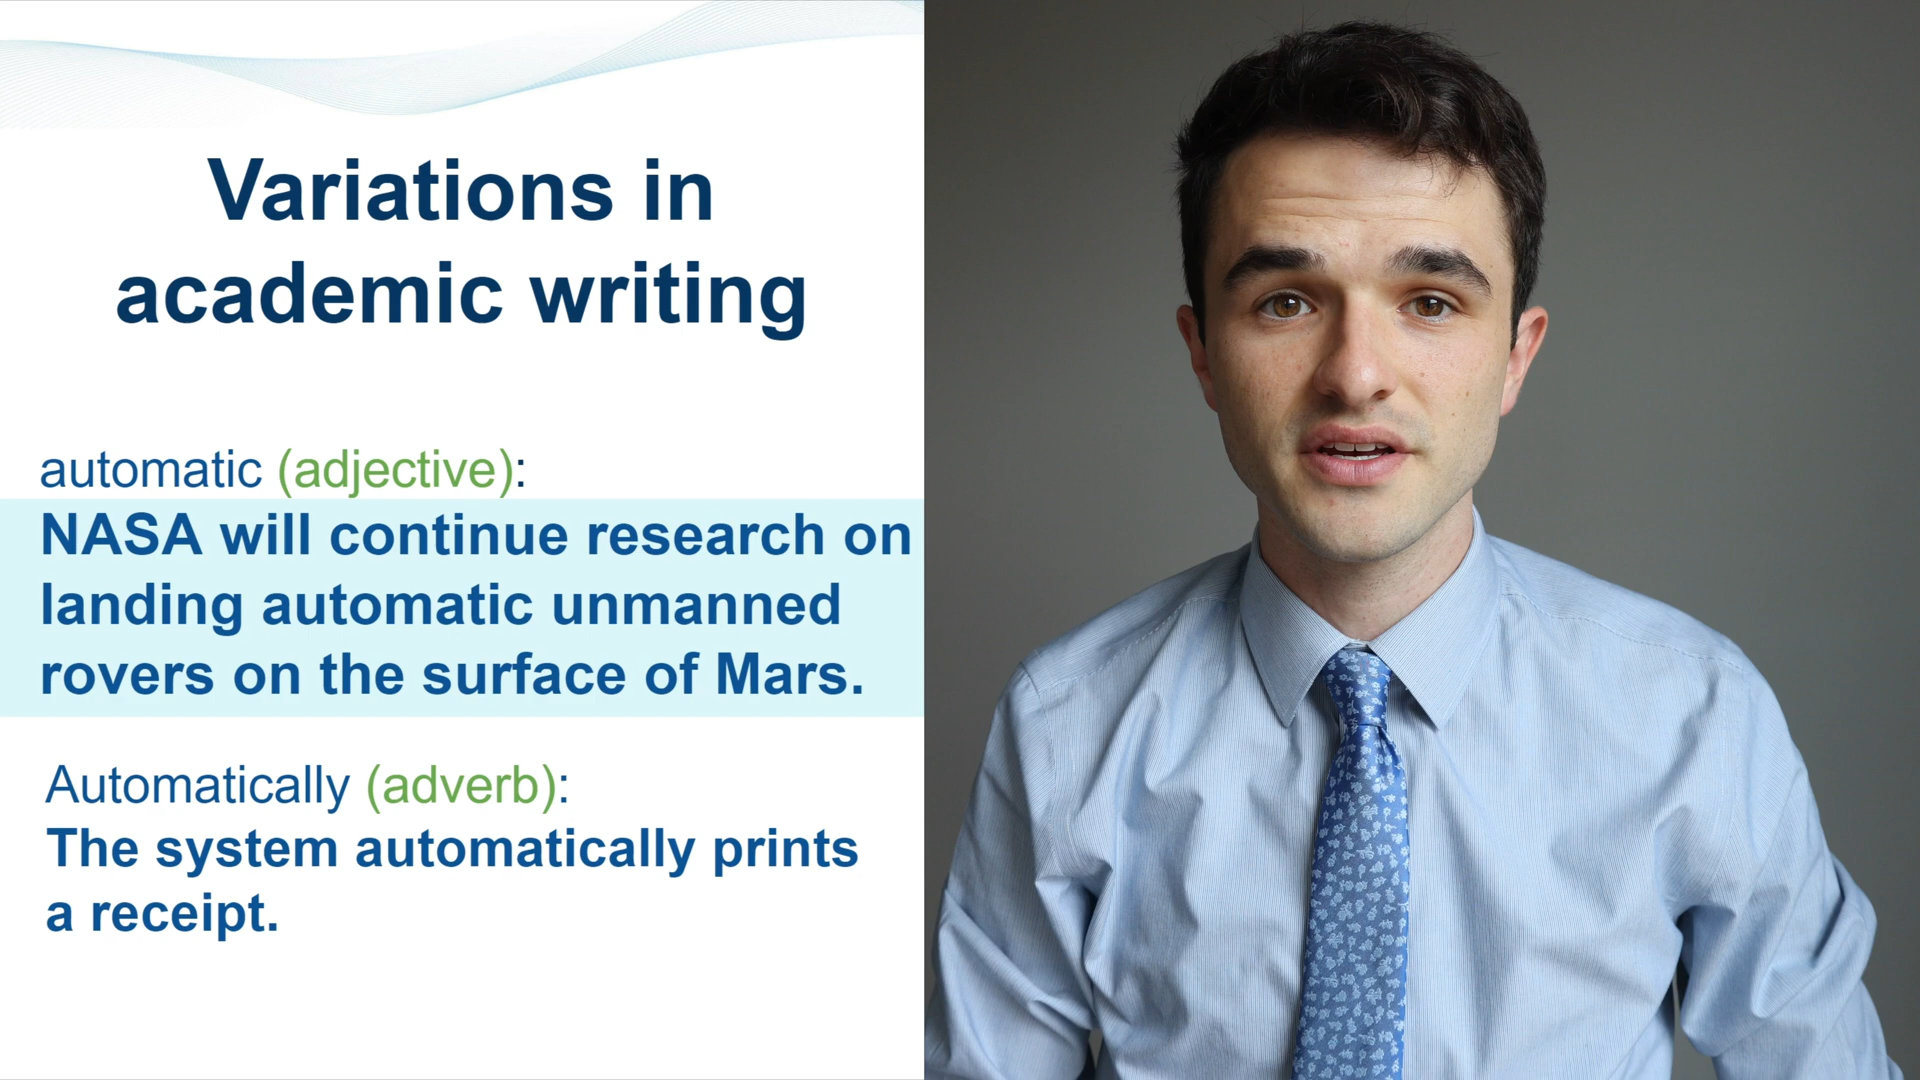 Variations in
academic writing
automatic (adjective):
NASA will continue research on
landing automatic unmanned
rovers on the surface of Mars.
Automatically (adverb):
The system automatically prints
a receipt.